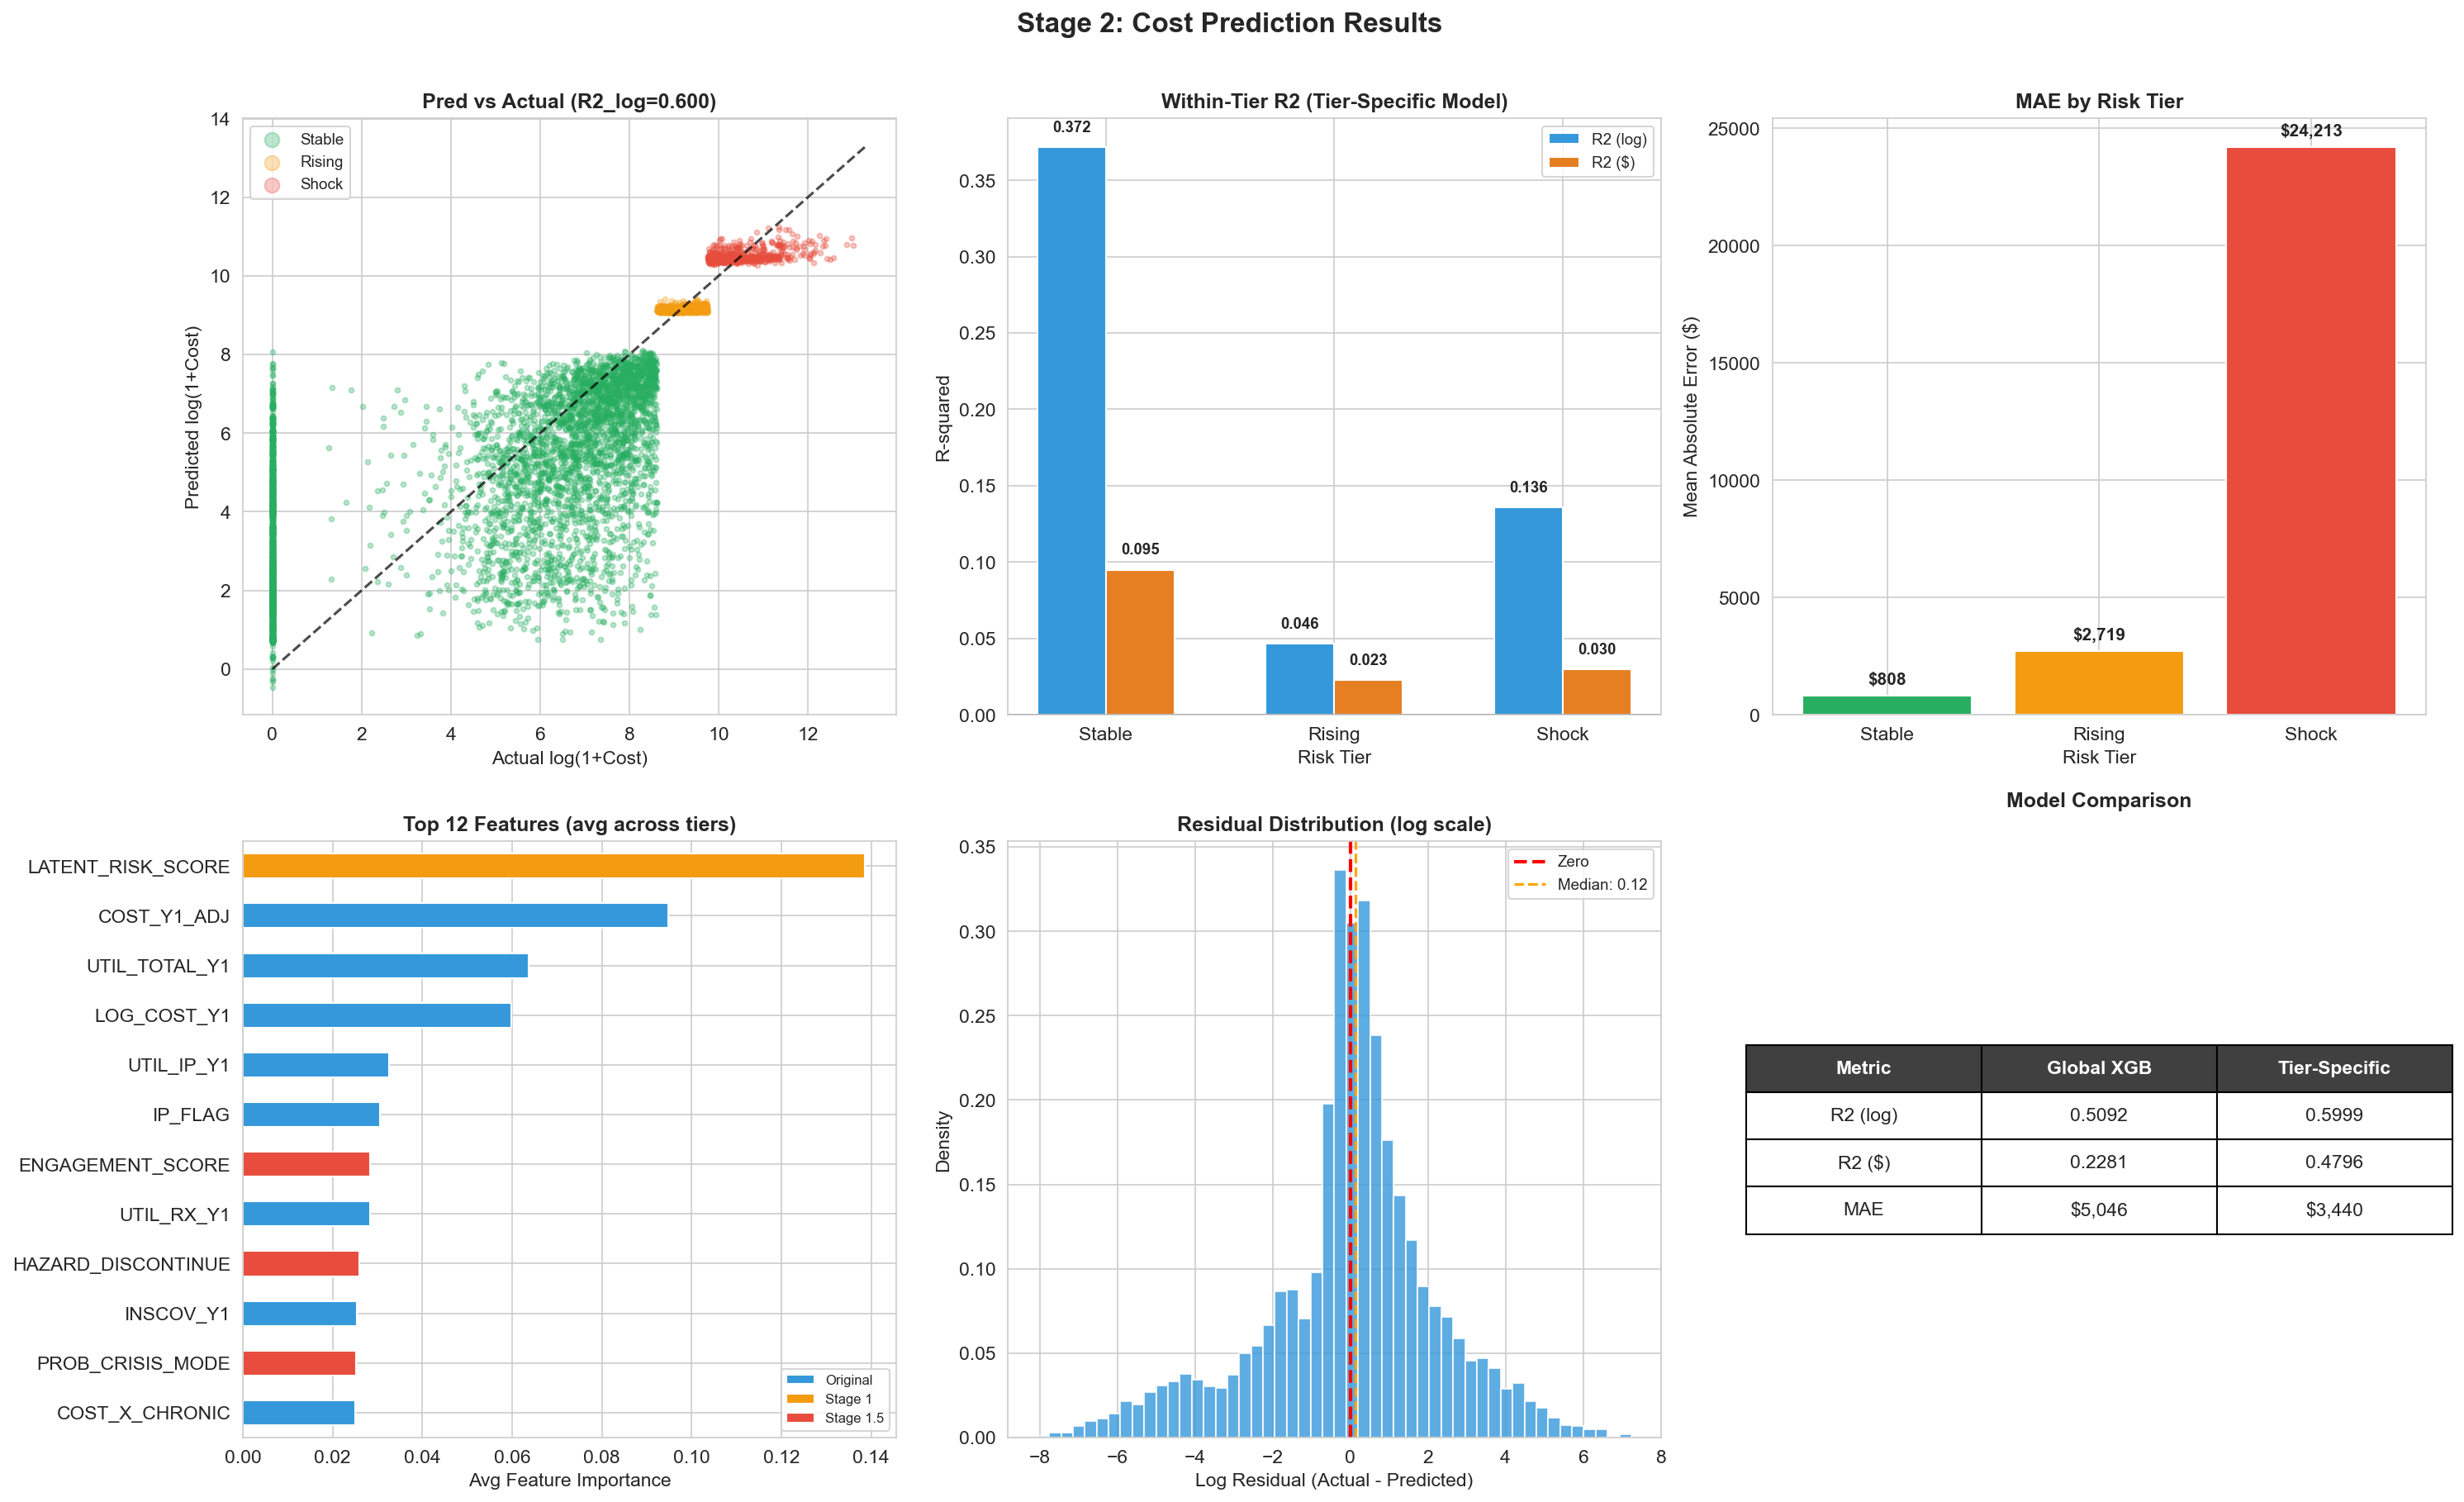 Stage 2: Cost Prediction Results
Pred vs Actual (R2_log=0.600)
Stable
Rising
Shock
14
12
10
8
6
4
2
0
Predicted log(1+Cost)
0 2 4 6 8 10 12
Actual log(1+Cost)
Within-Tier R2 (Tier-Specific Model)
R2 (log)
R2 ($)
0.372
0.095
0.046
0.023
0.136
0.030
0.35
0.30
0.25
0.20
0.15
0.10
0.05
0.00
R-squared
Stable Rising Shock
Risk Tier
MAE by Risk Tier
$24,213
$2,719
$808
25000
20000
15000
10000
5000
0
Mean Absolute Error ($)
Stable Rising Shock
Risk Tier
Top 12 Features (avg across tiers)
LATENT_RISK_SCORE
COST_Y1_ADJ
UTIL_TOTAL_Y1
LOG_COST_Y1
UTIL_IP_Y1
IP_FLAG
ENGAGEMENT_SCORE
UTIL_RX_Y1
HAZARD_DISCONTINUE
INSCOV_Y1
PROB_CRISIS_MODE
COST_X_CHRONIC
Original
Stage 1
Stage 1.5
0.00 0.02 0.04 0.06 0.08 0.10 0.12 0.14
Avg Feature Importance
Residual Distribution (log scale)
Zero
Median: 0.12
0.35
0.30
0.25
0.20
0.15
0.10
0.05
0.00
Density
−8 −6 −4 −2 0 2 4 6 8
Log Residual (Actual - Predicted)
Model Comparison
Metric Global XGB Tier-Specific
R2 (log) 0.5092 0.5999
R2 ($) 0.2281 0.4796
MAE $5,046 $3,440